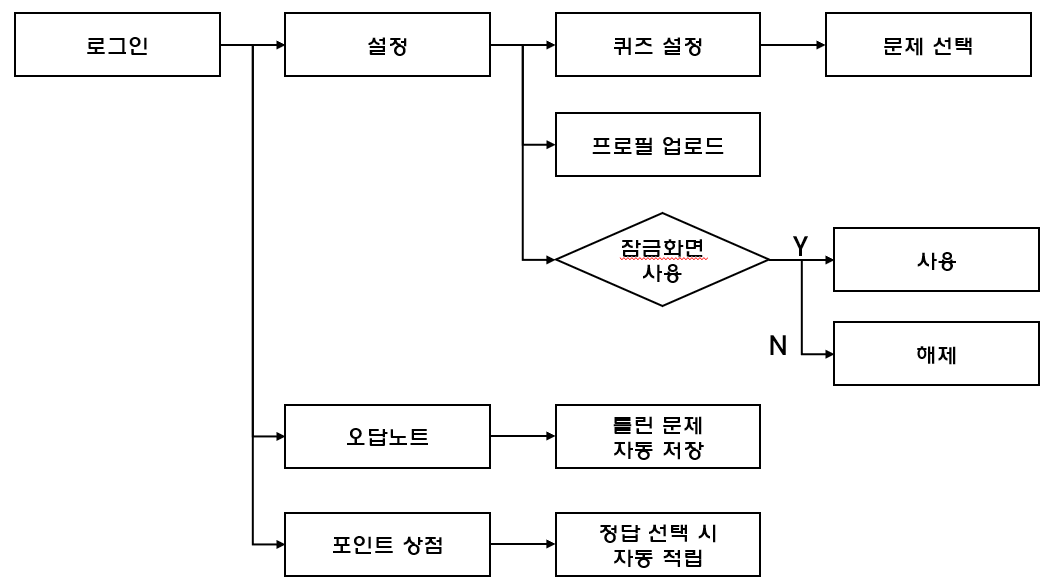 로그인
설정
퀴즈 설정
문제 선택
프로필 업로드
잠금화면
사용
Y
사용
N
해제
오답노트
틀린 문제
자동 저장
포인트 상점
정답 선택 시
자동 적립